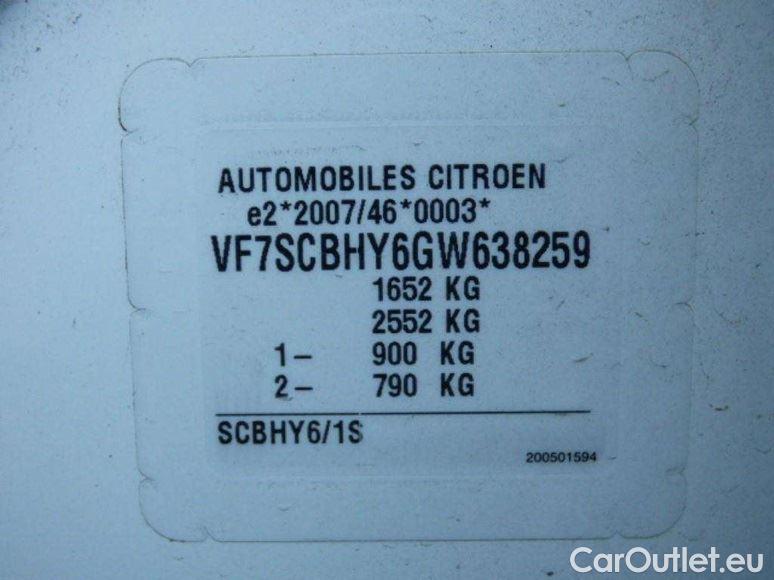 AUTOMOBILES CITROEN
e2*2007/46*0003*
VF7SCBHY6GW638259
1652 KG
2552 KG
1- 900 KG
2- 790 KG
SCBHY6/1S
200501594
CarOutlet.eu